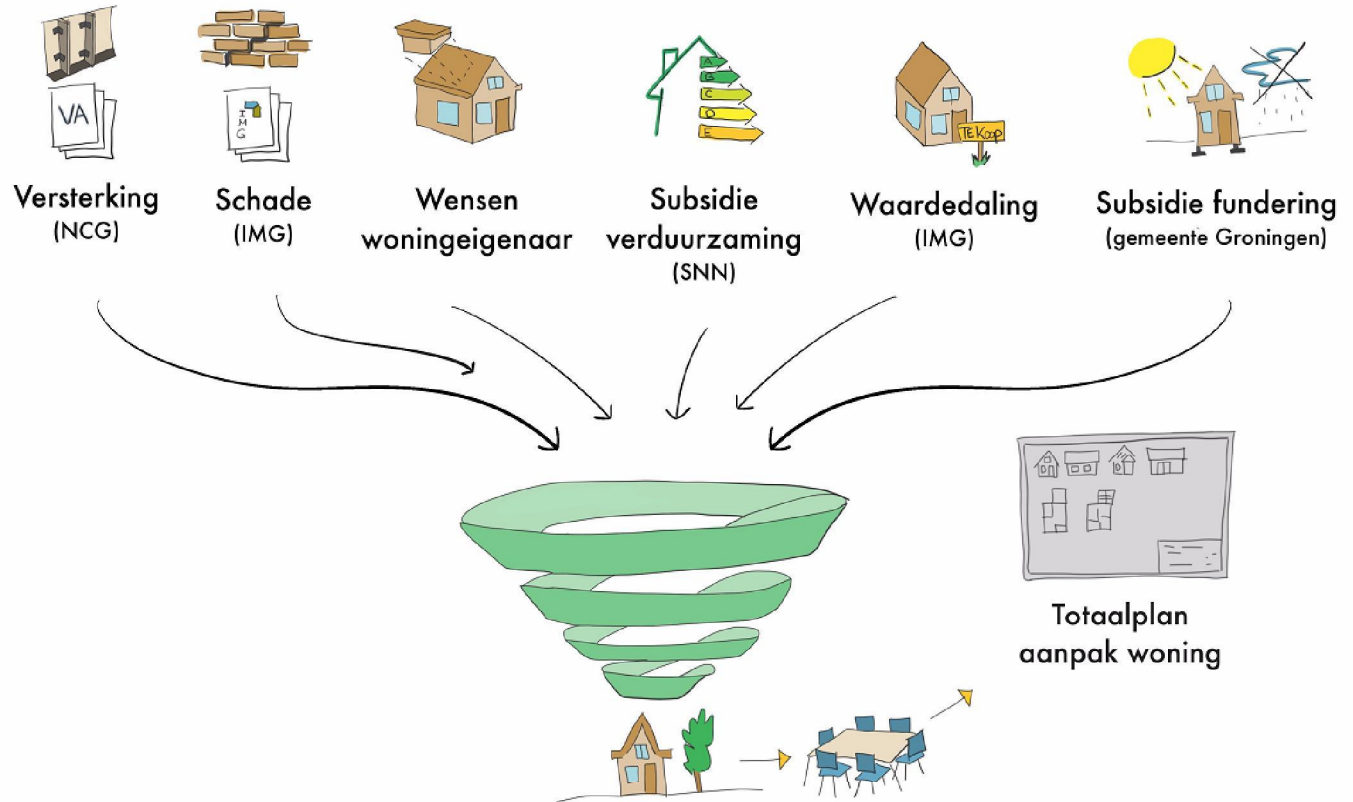 VA
I
M
G
A
B
C
D
E
TE KOOP
Versterking
(NCG)
Schade
(IMG)
Wensen
woningeigenaar
Subsidie
verduurzaming
(SNN)
Waardedaling
(IMG)
Subsidie fundering
(gemeente Groningen)
Totaalplan
aanpak woning